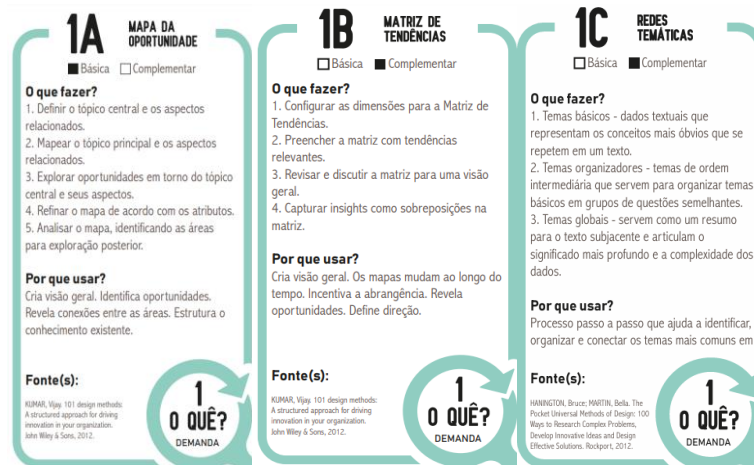 1A
MAPA DA
OPORTUNIDADE
Básica Complementar
O que fazer?
1. Definir o tópico central e os aspectos
relacionados.
2. Mapear o tópico principal e os aspectos
relacionados.
3. Explorar oportunidades em torno do tópico
central e seus aspectos.
4. Refinar o mapa de acordo com os atributos.
5. Analisar o mapa, identificando as áreas
para exploração posterior.
Por que usar?
Cria visão geral. Identifica oportunidades.
Revela conexões entre as áreas. Estrutura o
conhecimento existente.
Fonte(s):
KUMAR, Vijay. 101 design methods:
A structured approach for driving
innovation in your organization.
John Wiley & Sons, 2012.
1
O QUÊ?
DEMANDA
1B
MATRIZ DE
TENDÊNCIAS
Básica Complementar
O que fazer?
1. Configurar as dimensões para a Matriz de
Tendências.
2. Preencher a matriz com tendências
relevantes.
3. Revisar e discutir a matriz para uma visão
geral.
4. Capturar insights como sobreposições na
matriz.
Por que usar?
Cria visão geral. Os mapas mudam ao longo do
tempo. Incentiva a abrangência. Revela
oportunidades. Define direção.
Fonte(s):
KUMAR, Vijay. 101 design methods:
A structured approach for driving
innovation in your organization.
John Wiley & Sons, 2012.
1
O QUÊ?
DEMANDA
1C
REDES
TEMÁTICAS
Básica Complementar
O que fazer?
1. Temas básicos - dados textuais que
representam os conceitos mais óbvios que se
repetem em um texto.
2. Temas organizadores - temas de ordem
intermediária que servem para organizar temas
básicos em grupos de questões semelhantes.
3. Temas globais - servem como um resumo
para o texto subjacente e articulam o
significado mais profundo e a complexidade dos
dados.
Por que usar?
Processo passo a passo que ajuda a identificar,
organizar e conectar os temas mais comuns em
Fonte(s):
HANINGTON, Bruce; MARTIN, Bella. The
Pocket Universal Methods of Design: 100
Ways to Research Complex Problems,
Develop Innovative Ideas and Design
Effective Solutions. Rockport, 2012.
1
O QUÊ?
DEMANDA